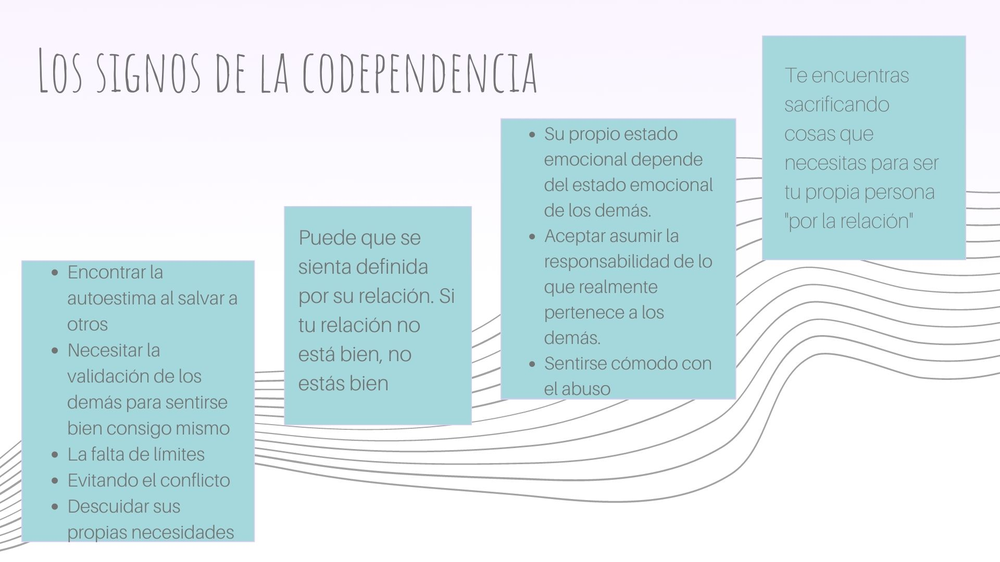 Los signos de la codependencia
Encontrar la
autoestima al salvar a
otros
Necesitar la
validación de los
demás para sentirse
bien consigo mismo
La falta de límites
Evitando el conflicto
Descuidar sus
propias necesidades
Puede que se
sienta definida
por su relación. Si
tu relación no
está bien, no
estás bien
Su propio estado
emocional depende
del estado emocional
de los demás.
Aceptar asumir la
responsabilidad de lo
que realmente
pertenece a los
demás.
Sentirse cómodo con
el abuso
Te encuentras
sacrificando
cosas que
necesitas para ser
tu propia persona
"por la relación"